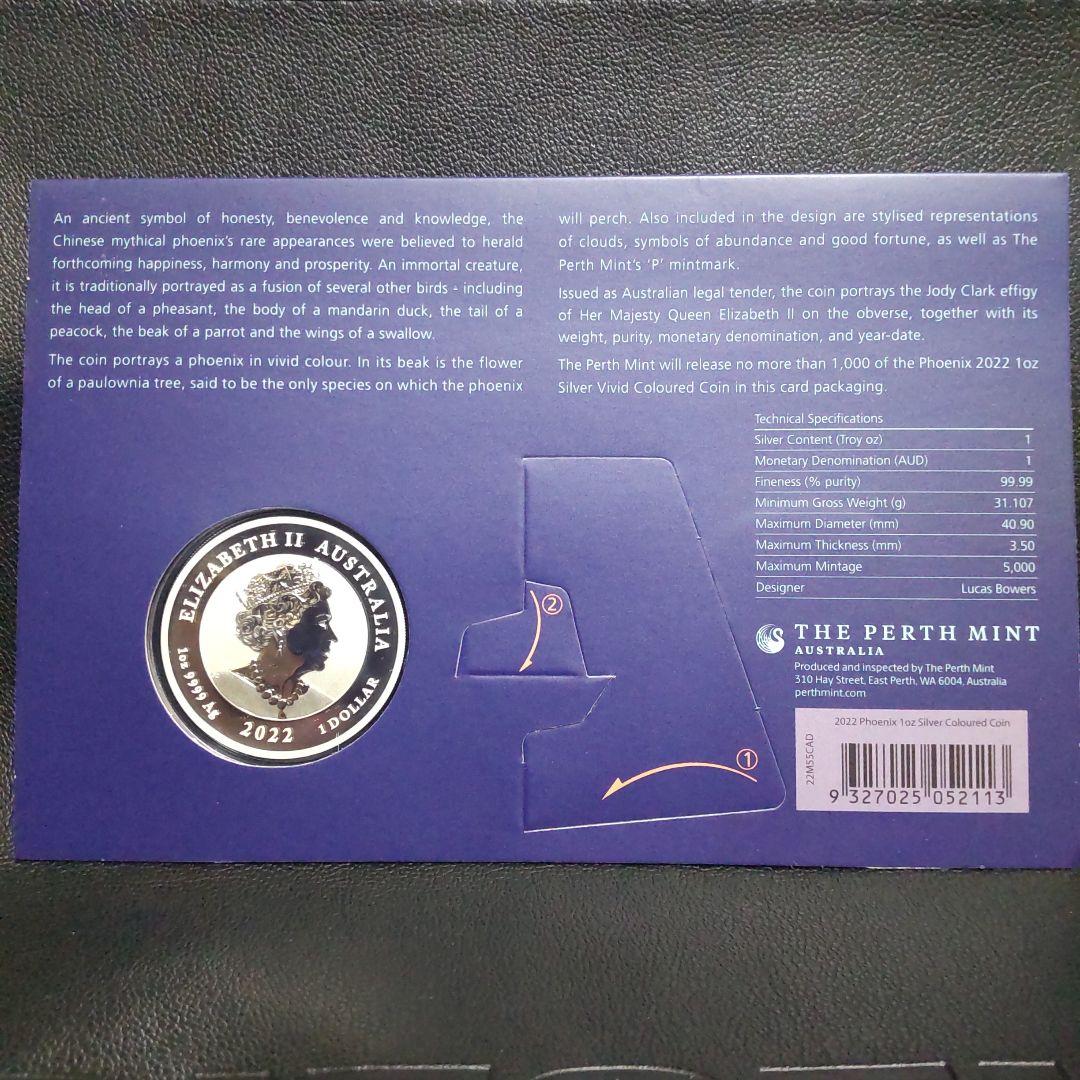 An ancient symbol of honesty, benevolence and knowledge, the
Chinese mythical phoenix's rare appearances were believed to herald
forthcoming happiness, harmony and prosperity. An immortal creature,
it is traditionally portrayed as a fusion of several other birds - including
the head of a pheasant, the body of a mandarin duck, the tail of a
peacock, the beak of a parrot and the wings of a swallow.
The coin portrays a phoenix in vivid colour. In its beak is the flower
of a paulownia tree, said to be the only species on which the phoenix
will perch. Also included in the design are stylised representations
of clouds, symbols of abundance and good fortune, as well as The
Perth Mint's 'P' mintmark.
Issued as Australian legal tender, the coin portrays the Jody Clark effigy
of Her Majesty Queen Elizabeth II on the obverse, together with its
weight, purity, monetary denomination, and year-date.
The Perth Mint will release no more than 1,000 of the Phoenix 2022 1oz
Silver Vivid Coloured Coin in this card packaging.
Technical Specifications
Silver Content (Troy oz) 1
Monetary Denomination (AUD) 1
Fineness (% purity) 99.99
Minimum Gross Weight (g) 31.107
Maximum Diameter (mm) 40.90
Maximum Thickness (mm) 3.50
Maximum Mintage 5,000
Designer Lucas Bowers
ELIZABETH II AUSTRALIA
1oz 9999 Ag
2022
1 DOLLAR
②
①
THE PERTH MINT
AUSTRALIA
Produced and inspected by The Perth Mint
310 Hay Street, East Perth, WA 6004, Australia
perthmint.com
2022 Phoenix 1oz Silver Coloured Coin
22M55CAD
9 327025 052113